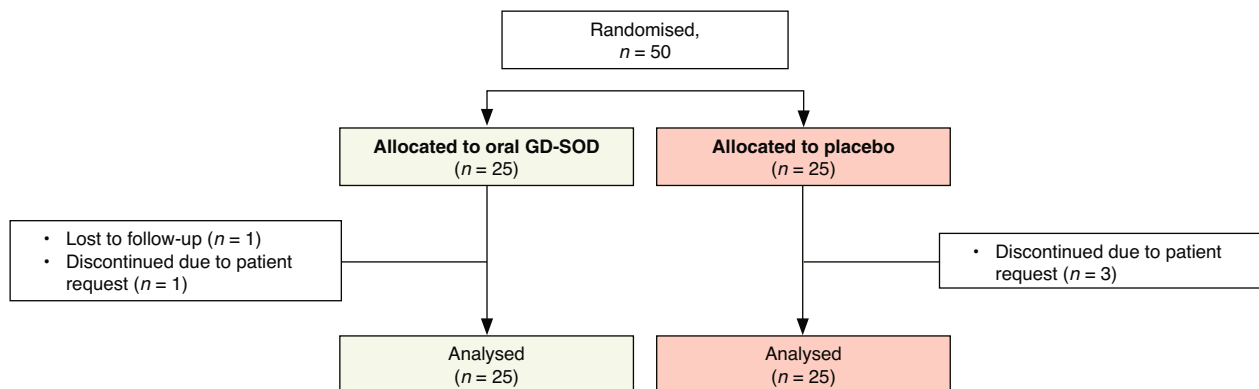 Randomised,
n = 50
Allocated to oral GD-SOD
(n = 25)
Allocated to placebo
(n = 25)
• Lost to follow-up (n = 1)
• Discontinued due to patient
request (n = 1)
• Discontinued due to patient
request (n = 3)
Analysed
(n = 25)
Analysed
(n = 25)